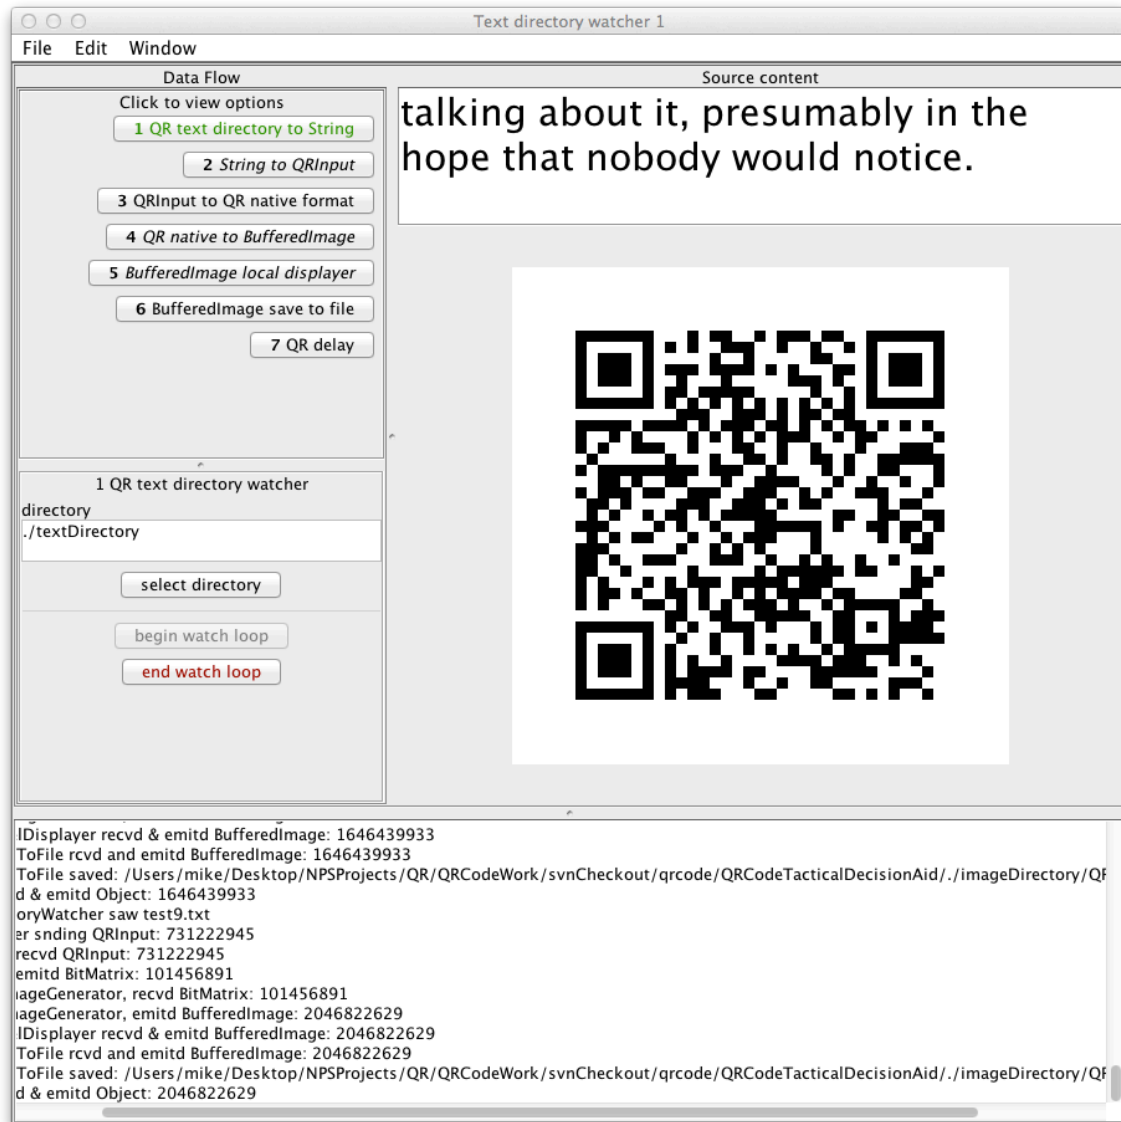 Text directory watcher 1
File Edit Window
Data Flow
Click to view options
1 QR text directory to String
2 String to QRInput
3 QRInput to QR native format
4 QR native to BufferedImage
5 BufferedImage local displayer
6 BufferedImage save to file
7 QR delay
1 QR text directory watcher
directory
./textDirectory
select directory
begin watch loop
end watch loop
Source content
talking about it, presumably in the
hope that nobody would notice.
lDisplayer recvd & emitd BufferedImage: 1646439933
ToFile rcvd and emitd BufferedImage: 1646439933
ToFile saved: /Users/mike/Desktop/NPSProjects/QR/QRCodeWork/svnCheckout/qrcode/QRCodeTacticalDecisionAid/./imageDirectory/QR
d & emitd Object: 1646439933
oryWatcher saw test9.txt
er snding QRInput: 731222945
recvd QRInput: 731222945
emitd BitMatrix: 101456891
ageGenerator, recvd BitMatrix: 101456891
ageGenerator, emitd BufferedImage: 2046822629
lDisplayer recvd & emitd BufferedImage: 2046822629
ToFile rcvd and emitd BufferedImage: 2046822629
ToFile saved: /Users/mike/Desktop/NPSProjects/QR/QRCodeWork/svnCheckout/qrcode/QRCodeTacticalDecisionAid/./imageDirectory/QR
d & emitd Object: 2046822629